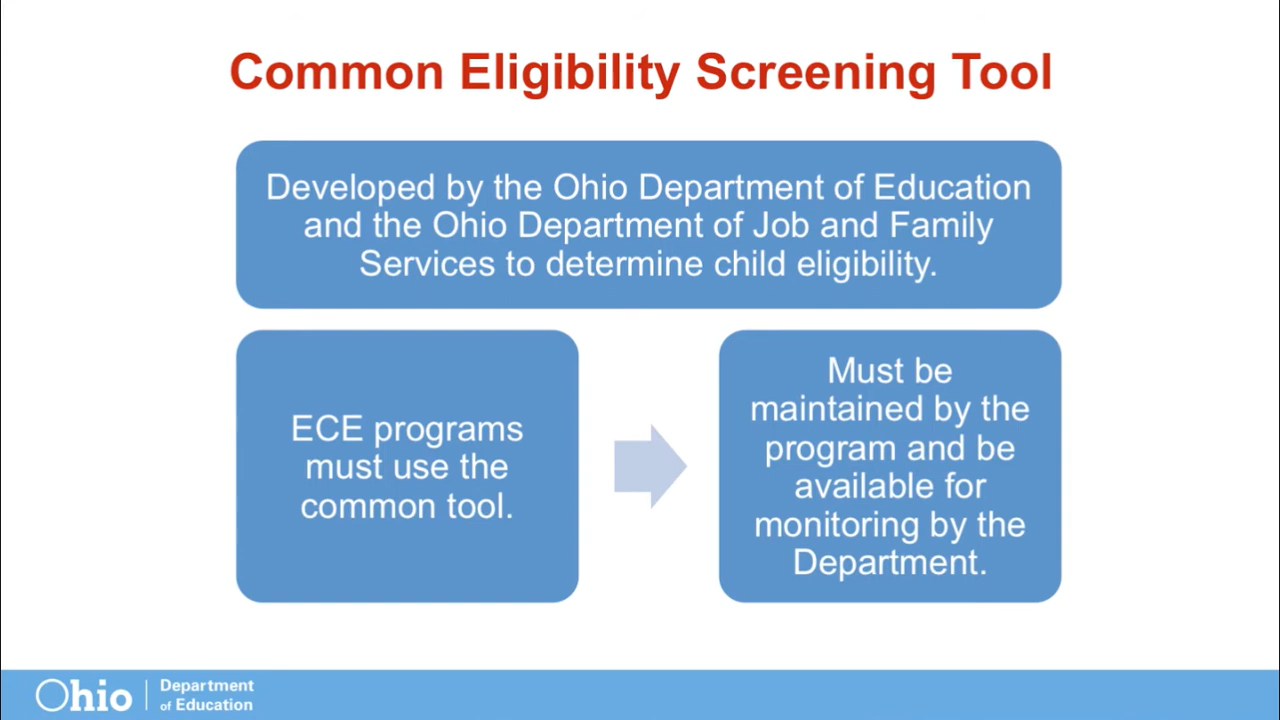 Common Eligibility Screening Tool
Developed by the Ohio Department of Education
and the Ohio Department of Job and Family
Services to determine child eligibility.
ECE programs
must use the
common tool.
Must be
maintained by the
program and be
available for
monitoring by the
Department.
Ohio
Department
of Education